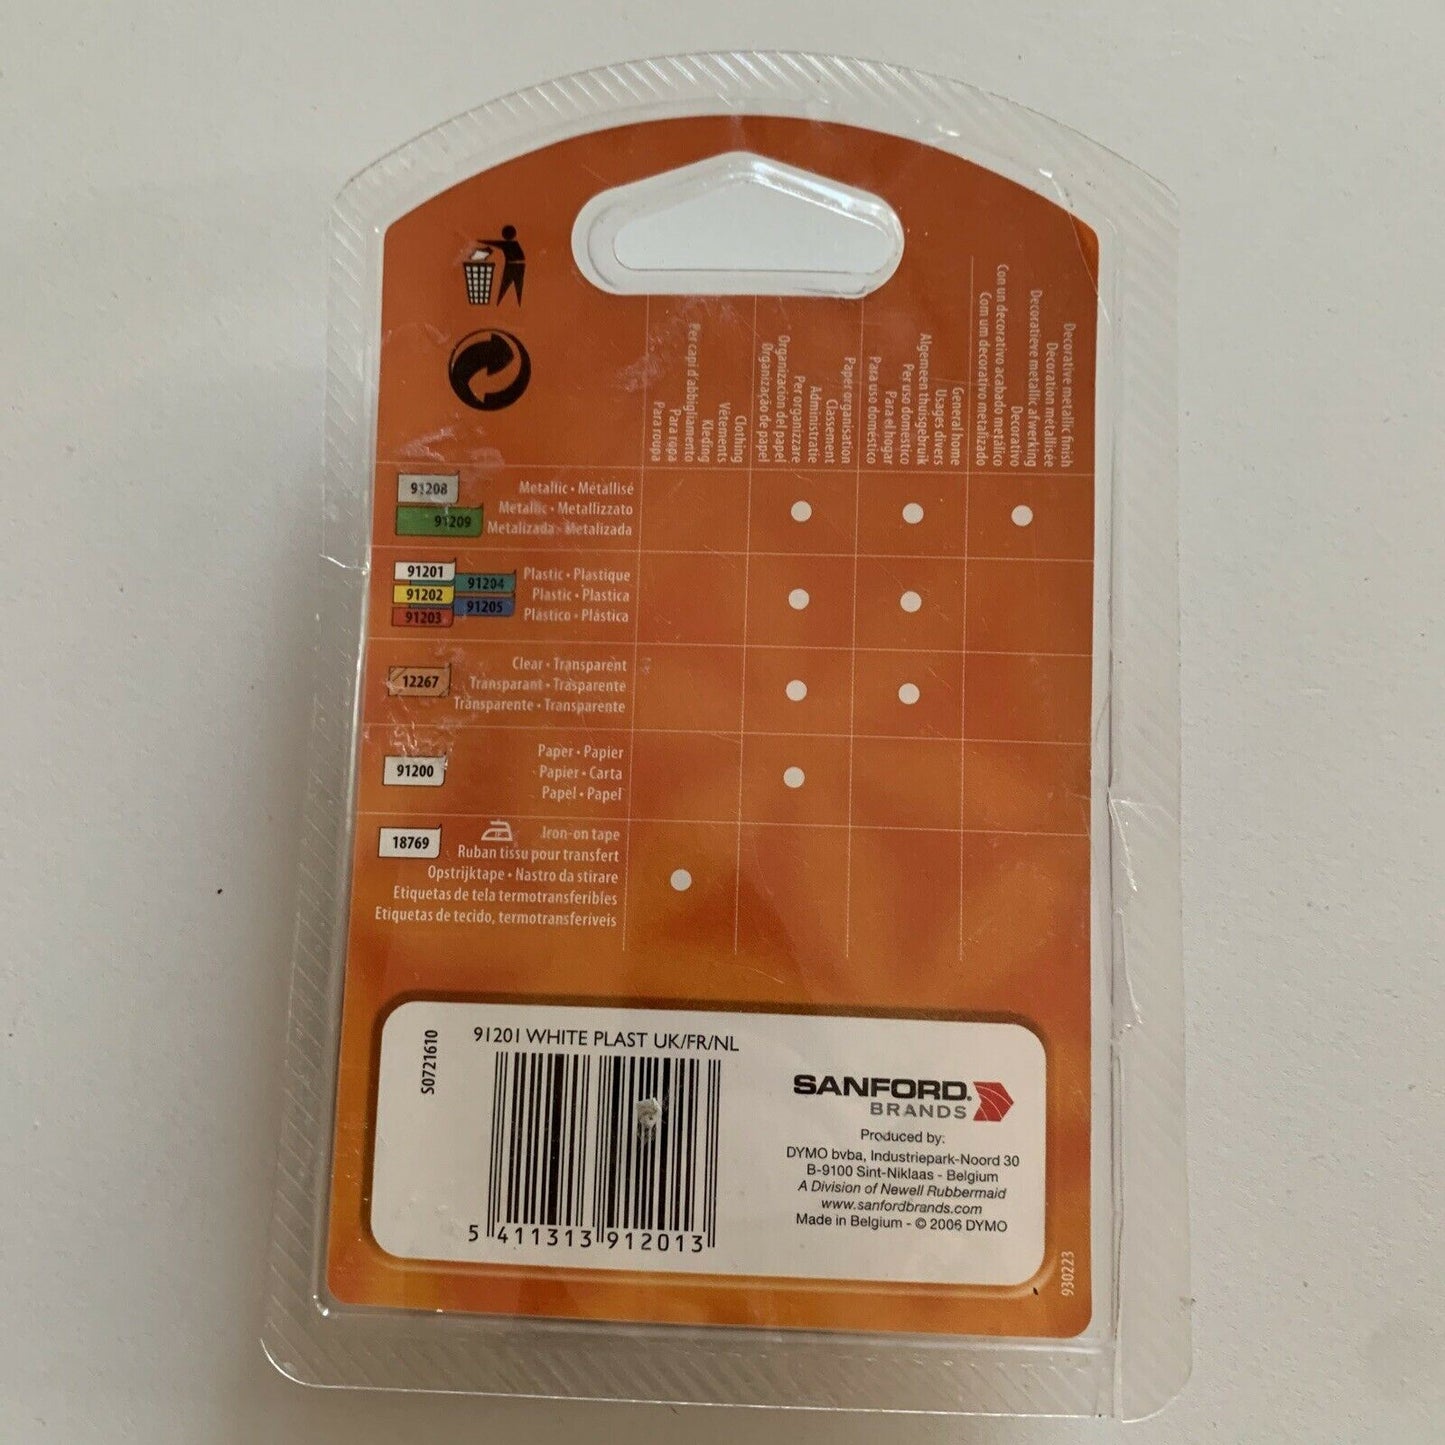 Decorative metallic finish
Décoration métallisée
Decoratieve metallic afwerking
Decorativo
Con un decorativo acabado metálico
Com um decorativo metalizado
General home
Usages divers
Algemeen thuisgebruik
Per uso domestico
Para el hogar
Para uso doméstico
Paper organisation
Classement
Administratie
Per organizzare
Organización del papel
Organização de papel
Clothing
Vêtements
Kleding
Per capi d'abbigliamento
Para ropa
Para roupa
91208
91209
Metallic • Métallisé
Metallic • Metallizzato
Metalizada • Metalizada
91201
91204
91202
91205
91203
Plastic • Plastique
Plastic • Plastica
Plástico • Plástica
12267
Clear • Transparent
Transparant • Trasparente
Transparente • Transparente
91200
Paper • Papier
Papier • Carta
Papel • Papel
18769
Iron-on tape
Ruban tissu pour transfert
Opstrijktape • Nastro da stirare
Etiquetas de tela termotransferibles
Etiquetas de tecido, termotransferíveis
S0721610
91201 WHITE PLAST UK/FR/NL
5 411313 912013
SANFORD.
BRANDS
Produced by:
DYMO bvba, Industriepark-Noord 30
B-9100 Sint-Niklaas - Belgium
A Division of Newell Rubbermaid
www.sanfordbrands.com
Made in Belgium - © 2006 DYMO
930223